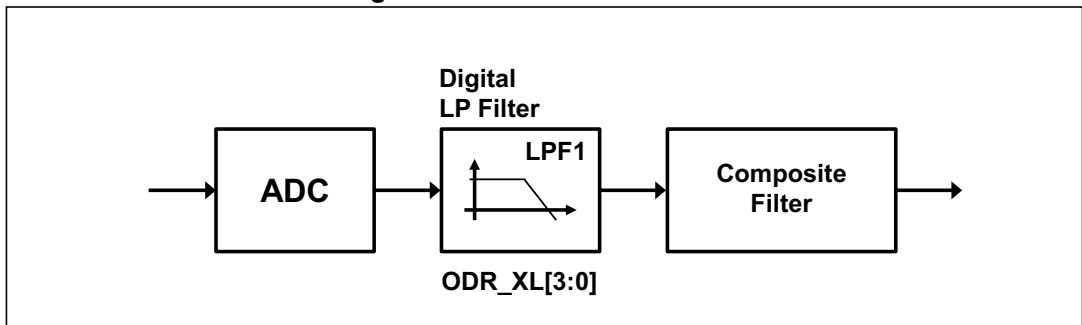 Digital
LP Filter
LPF1
ADC
Composite
Filter
ODR_XL[3:0]